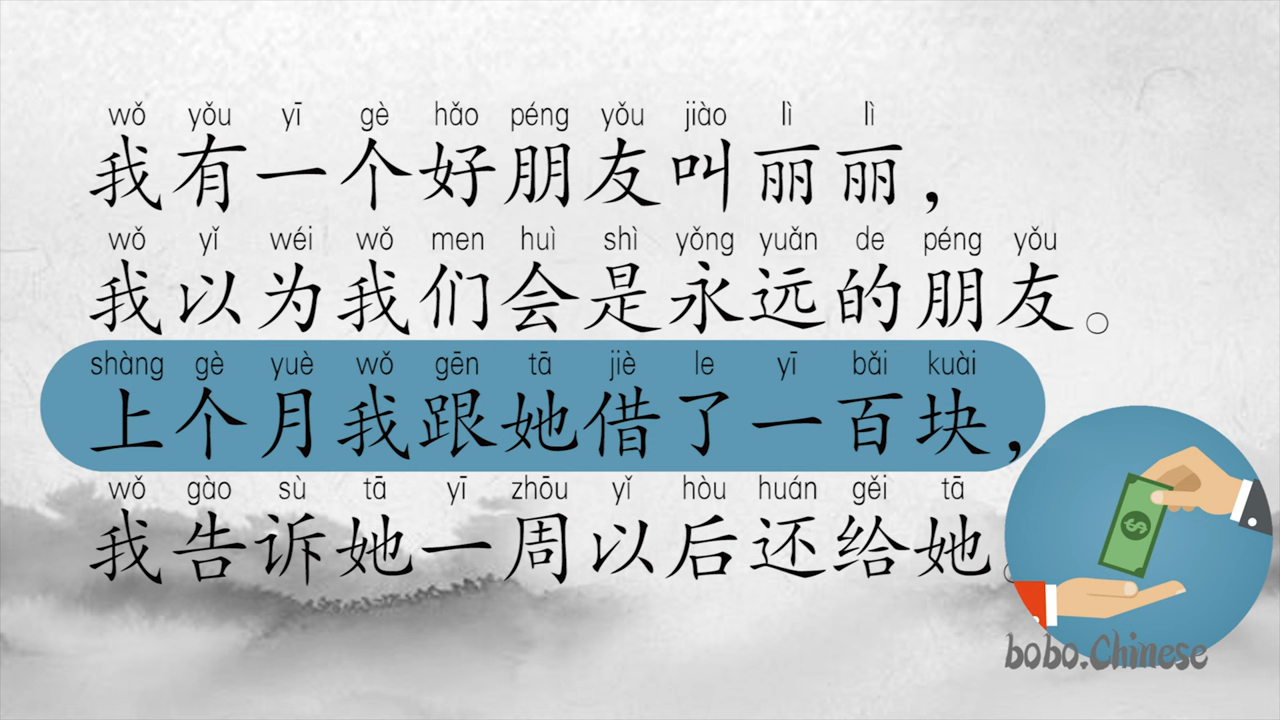 wǒ yǒu yī gè hǎo péng yǒu jiào lì lì
我有一个好朋友叫丽丽，
wǒ yǐ wéi wǒ men huì shì yǒng yuǎn de péng yǒu
我以为我们会是永远的朋友。
shàng gè yuè wǒ gēn tā jiè le yī bǎi kuài
上个月我跟她借了一百块，
wǒ gào sù tā yī zhōu yǐ hòu huán gěi tā
我告诉她一周以后还给她。
$
bobo.Chinese